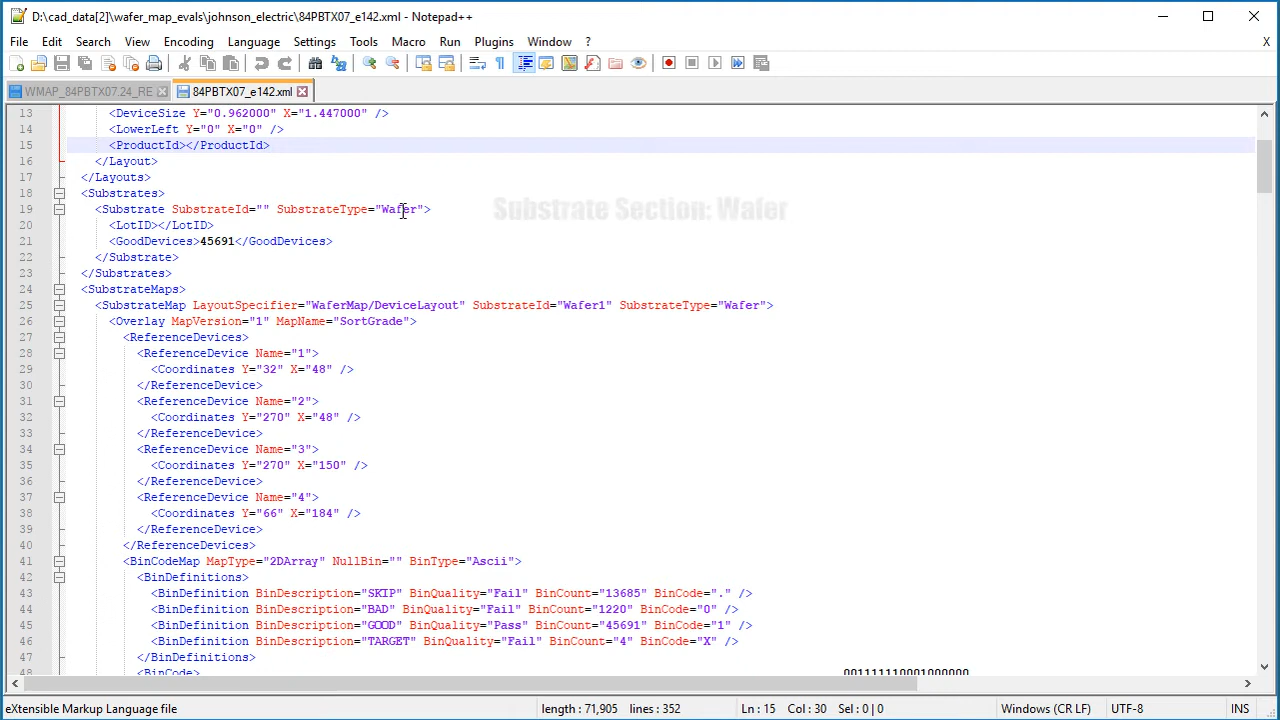 D:\cad_data[2]\wafer_map_evals\johnson_electric\84PBTX07_e142.xml - Notepad++
File Edit Search View Encoding Language Settings Tools Macro Run Plugins Window ? X
WMAP_84PBTX07.24_RE 84PBTX07_e142.xml
13 <DeviceSize Y="0.962000" X="1.447000" />
14 <LowerLeft Y="0" X="0" />
15 <ProductId></ProductId>
16 </Layout>
17 </Layouts>
18 <Substrates>
19 <Substrate SubstrateId="" SubstrateType="Wafer">
Substrate Section: Wafer
20 <LotID></LotID>
21 <GoodDevices>45691</GoodDevices>
22 </Substrate>
23 </Substrates>
24 <SubstrateMaps>
25 <SubstrateMap LayoutSpecifier="WaferMap/DeviceLayout" SubstrateId="Wafer1" SubstrateType="Wafer">
26 <Overlay MapVersion="1" MapName="SortGrade">
27 <ReferenceDevices>
28 <ReferenceDevice Name="1">
29 <Coordinates Y="32" X="48" />
30 </ReferenceDevice>
31 <ReferenceDevice Name="2">
32 <Coordinates Y="270" X="48" />
33 </ReferenceDevice>
34 <ReferenceDevice Name="3">
35 <Coordinates Y="270" X="150" />
36 </ReferenceDevice>
37 <ReferenceDevice Name="4">
38 <Coordinates Y="66" X="184" />
39 </ReferenceDevice>
40 </ReferenceDevices>
41 <BinCodeMap MapType="2DArray" NullBin="" BinType="Ascii">
42 <BinDefinitions>
43 <BinDefinition BinDescription="SKIP" BinQuality="Fail" BinCount="13685" BinCode="." />
44 <BinDefinition BinDescription="BAD" BinQuality="Fail" BinCount="1220" BinCode="0" />
45 <BinDefinition BinDescription="GOOD" BinQuality="Pass" BinCount="45691" BinCode="1" />
46 <BinDefinition BinDescription="TARGET" BinQuality="Fail" BinCount="4" BinCode="X" />
47 </BinDefinitions>
48 <BinCode> 001111110001000000
eXtensible Markup Language file length : 71,905 lines : 352 Ln : 15 Col : 30 Sel : 0 | 0 Windows (CR LF) UTF-8 INS